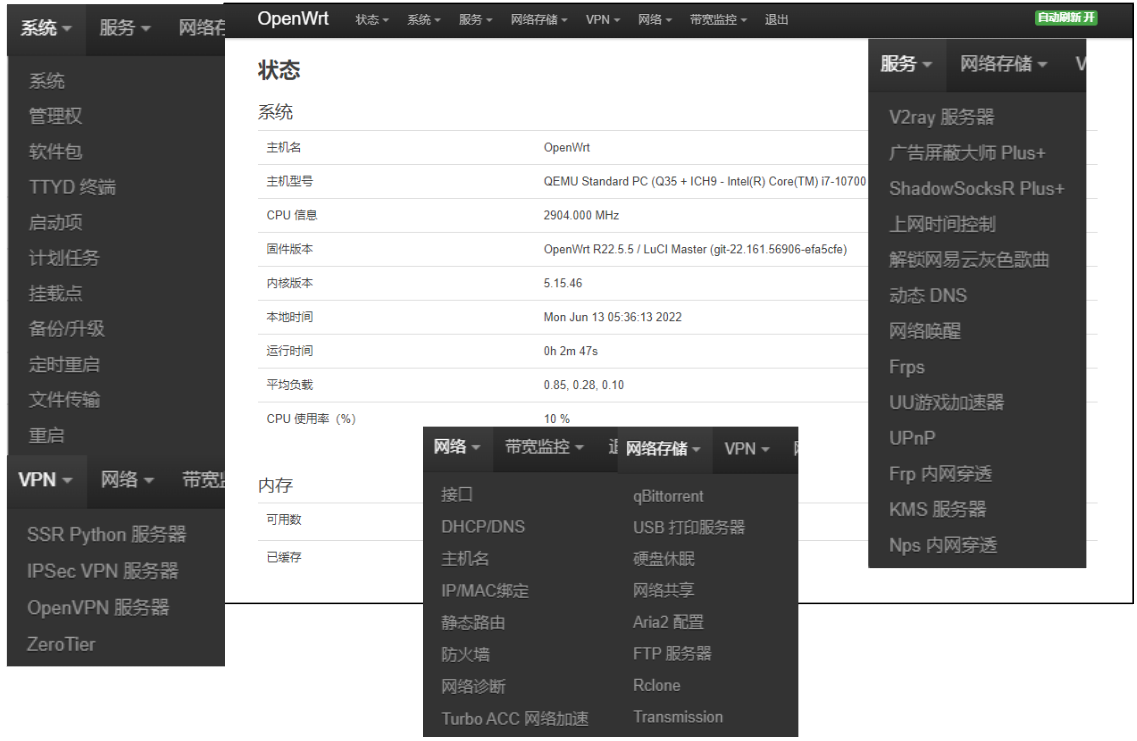 系统 服务 网络存
系统
管理权
软件包
TTYD 终端
启动项
计划任务
挂载点
备份/升级
定时重启
文件传输
重启
VPN 网络 带宽
SSR Python 服务器
IPSec VPN 服务器
OpenVPN 服务器
ZeroTier
OpenWrt 状态 系统 服务 网络存储 VPN 网络 带宽监控 退出 自动刷新 开
状态
系统
主机名 OpenWrt
主机型号 QEMU Standard PC (Q35 + ICH9 - Intel(R) Core(TM) i7-10700
CPU 信息 2904.000 MHz
固件版本 OpenWrt R22.5.5 / LuCI Master (git-22.161.56906-efa5cfe)
内核版本 5.15.46
本地时间 Mon Jun 13 05:36:13 2022
运行时间 0h 2m 47s
平均负载 0.85, 0.28, 0.10
CPU 使用率（%） 10 %
内存
可用数
已缓存
网络 带宽监控
接口
DHCP/DNS
主机名
IP/MAC绑定
静态路由
防火墙
网络诊断
Turbo ACC 网络加速
网络存储 VPN
qBittorrent
USB 打印服务器
硬盘休眠
网络共享
Aria2 配置
FTP 服务器
Rclone
Transmission
服务 网络存储 V
V2ray 服务器
广告屏蔽大师 Plus+
ShadowSocksR Plus+
上网时间控制
解锁网易云灰色歌曲
动态 DNS
网络唤醒
Frps
UU游戏加速器
UPnP
Frp 内网穿透
KMS 服务器
Nps 内网穿透